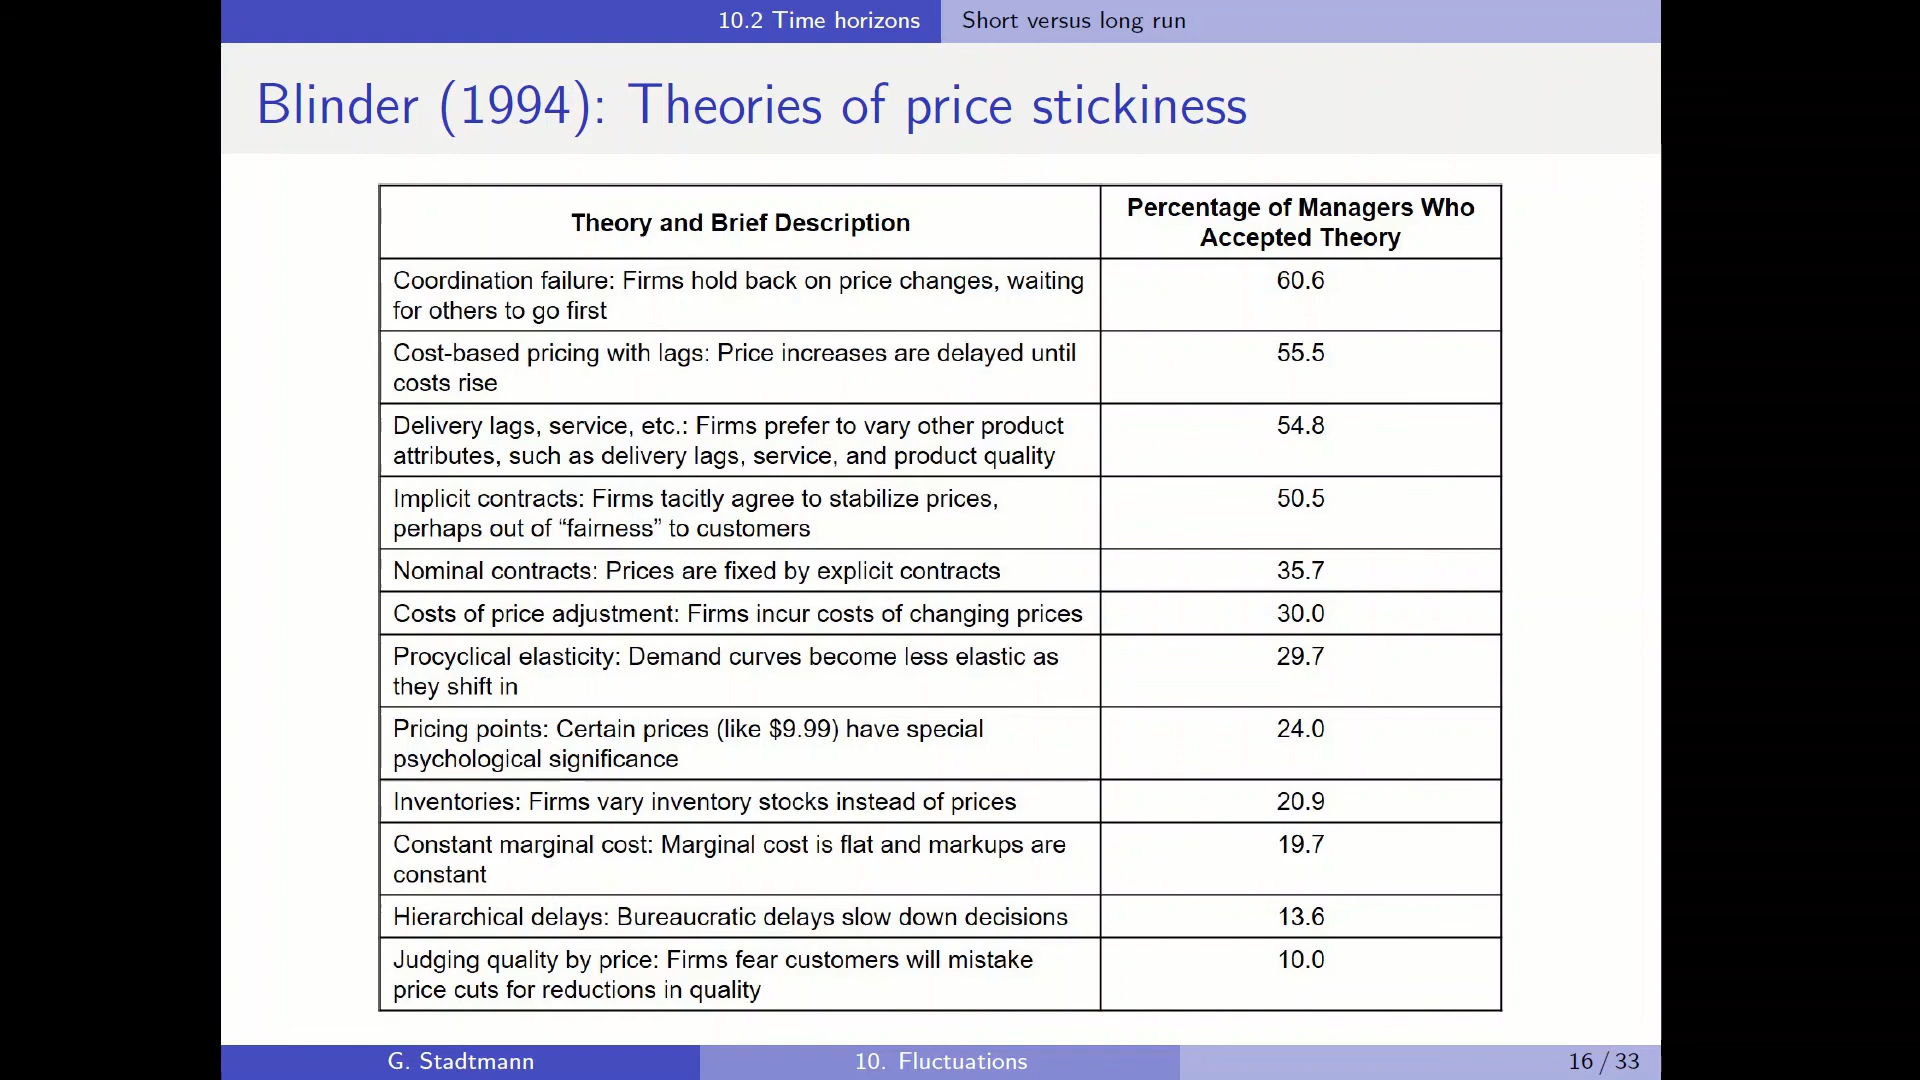 10.2 Time horizons
Short versus long run
Blinder (1994): Theories of price stickiness
Theory and Brief Description
Percentage of Managers Who
Accepted Theory
Coordination failure: Firms hold back on price changes, waiting
for others to go first
60.6
Cost-based pricing with lags: Price increases are delayed until
costs rise
55.5
Delivery lags, service, etc.: Firms prefer to vary other product
attributes, such as delivery lags, service, and product quality
54.8
Implicit contracts: Firms tacitly agree to stabilize prices,
perhaps out of “fairness” to customers
50.5
Nominal contracts: Prices are fixed by explicit contracts
35.7
Costs of price adjustment: Firms incur costs of changing prices
30.0
Procyclical elasticity: Demand curves become less elastic as
they shift in
29.7
Pricing points: Certain prices (like $9.99) have special
psychological significance
24.0
Inventories: Firms vary inventory stocks instead of prices
20.9
Constant marginal cost: Marginal cost is flat and markups are
constant
19.7
Hierarchical delays: Bureaucratic delays slow down decisions
13.6
Judging quality by price: Firms fear customers will mistake
price cuts for reductions in quality
10.0
G. Stadtmann
10. Fluctuations
16 / 33